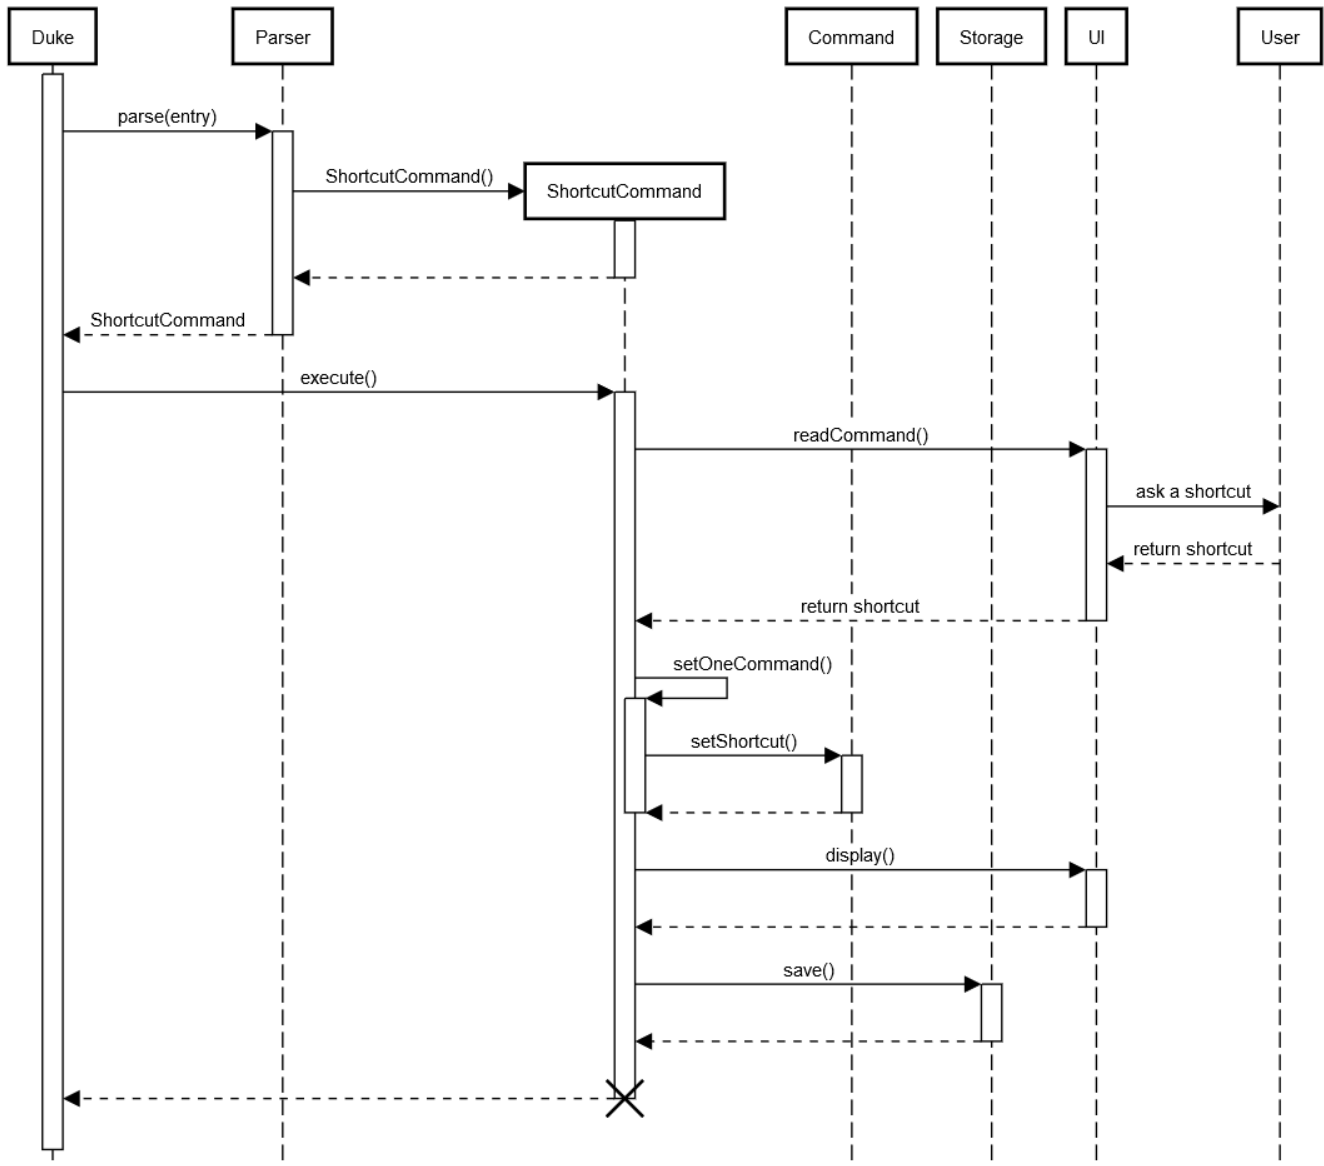 Duke
Parser
Command
Storage
UI
User
parse(entry)
ShortcutCommand()
ShortcutCommand
ShortcutCommand
execute()
readCommand()
ask a shortcut
return shortcut
return shortcut
setOneCommand()
setShortcut()
display()
save()